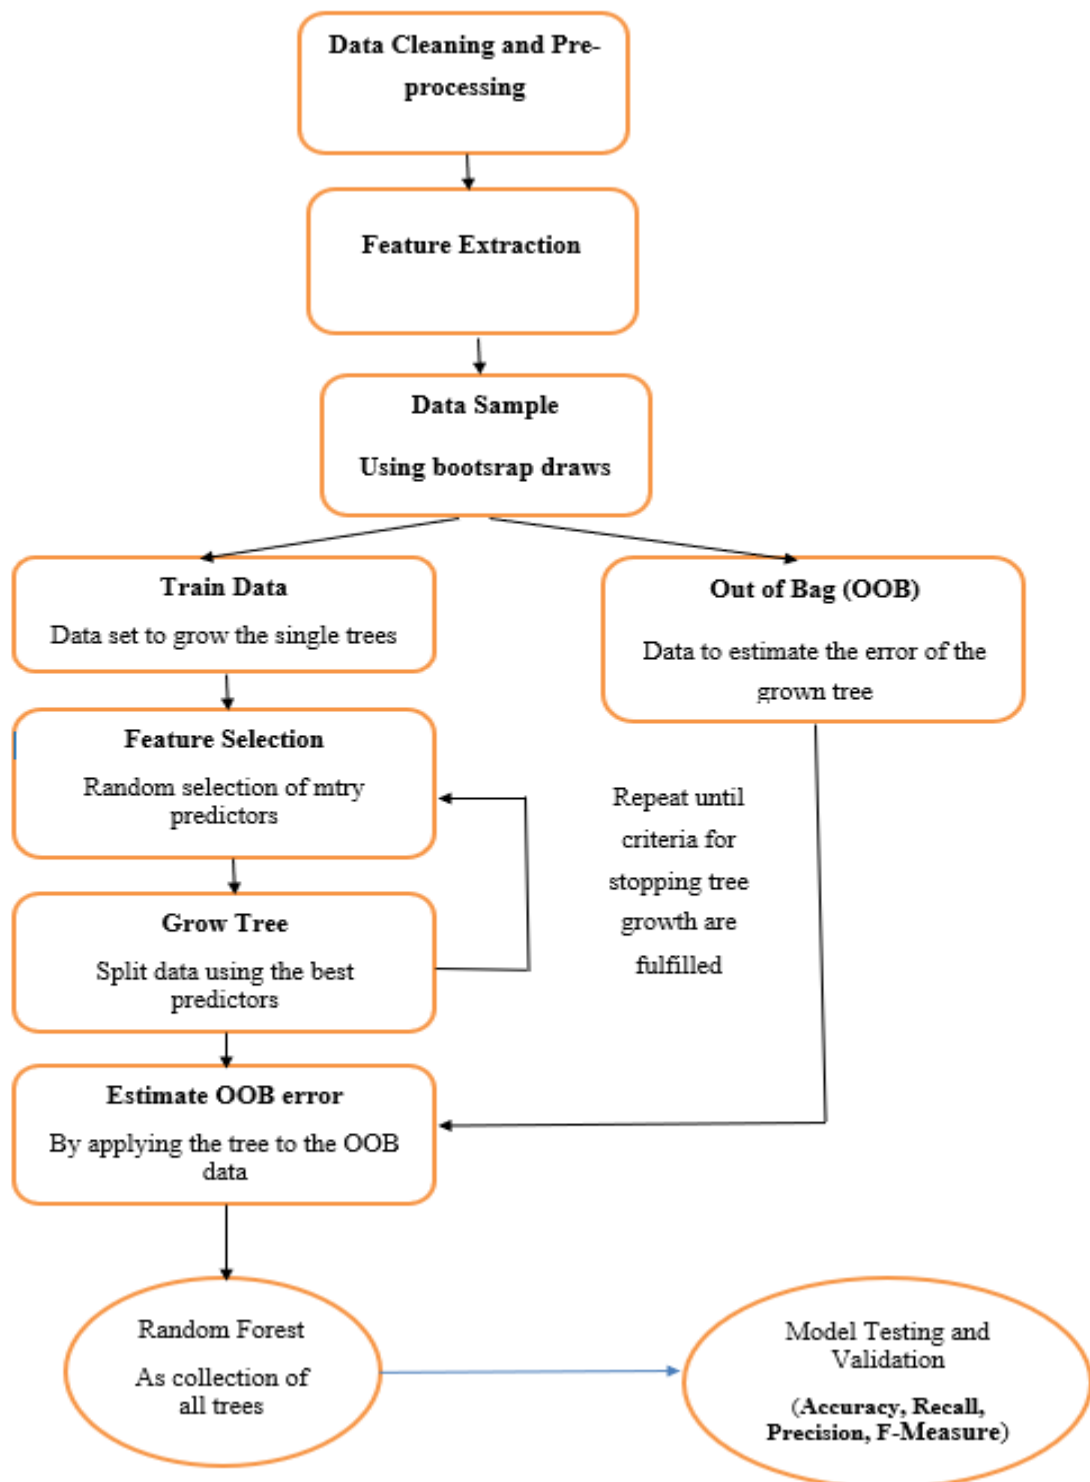 Data Cleaning and Pre-
processing
Feature Extraction
Data Sample
Using bootsrap draws
Train Data
Data set to grow the single trees
Out of Bag (OOB)
Data to estimate the error of the
grown tree
Feature Selection
Random selection of mtry
predictors
Repeat until
criteria for
stopping tree
growth are
fulfilled
Grow Tree
Split data using the best
predictors
Estimate OOB error
By applying the tree to the OOB
data
Random Forest
As collection of
all trees
Model Testing and
Validation
(Accuracy, Recall,
Precision, F-Measure)